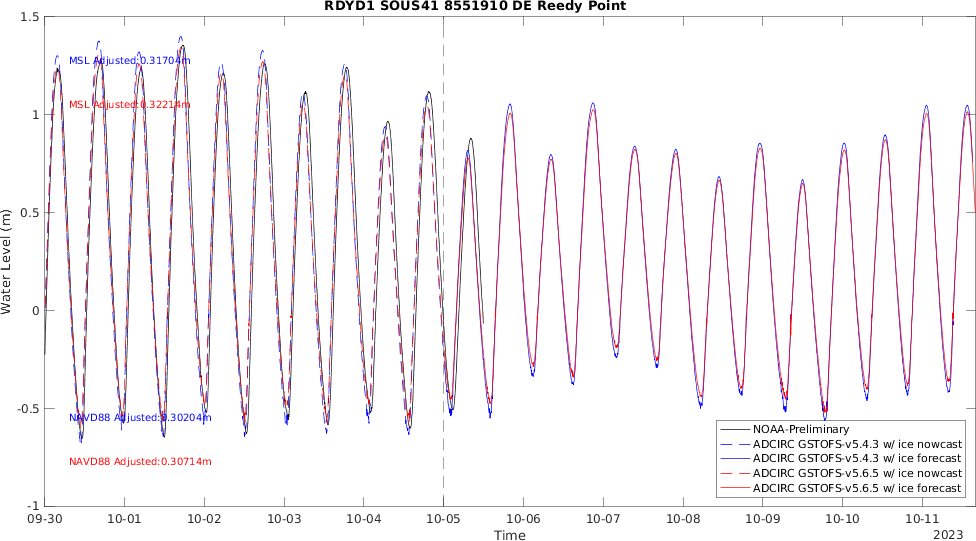 RDYD1 SOUS41 8551910 DE Reedy Point
1.5
1
0.5
0
-0.5
-1
Water Level (m)
MSL Adjusted:0.31704m
MSL Adjusted:0.32214m
NAVD88 Adjusted:0.30204m
NAVD88 Adjusted:0.30714m
NOAA-Preliminary
ADCIRC GSTOFS-v5.4.3 w/ ice nowcast
ADCIRC GSTOFS-v5.4.3 w/ ice forecast
ADCIRC GSTOFS-v5.6.5 w/ ice nowcast
ADCIRC GSTOFS-v5.6.5 w/ ice forecast
09-30 10-01 10-02 10-03 10-04 10-05 10-06 10-07 10-08 10-09 10-10 10-11
Time
2023